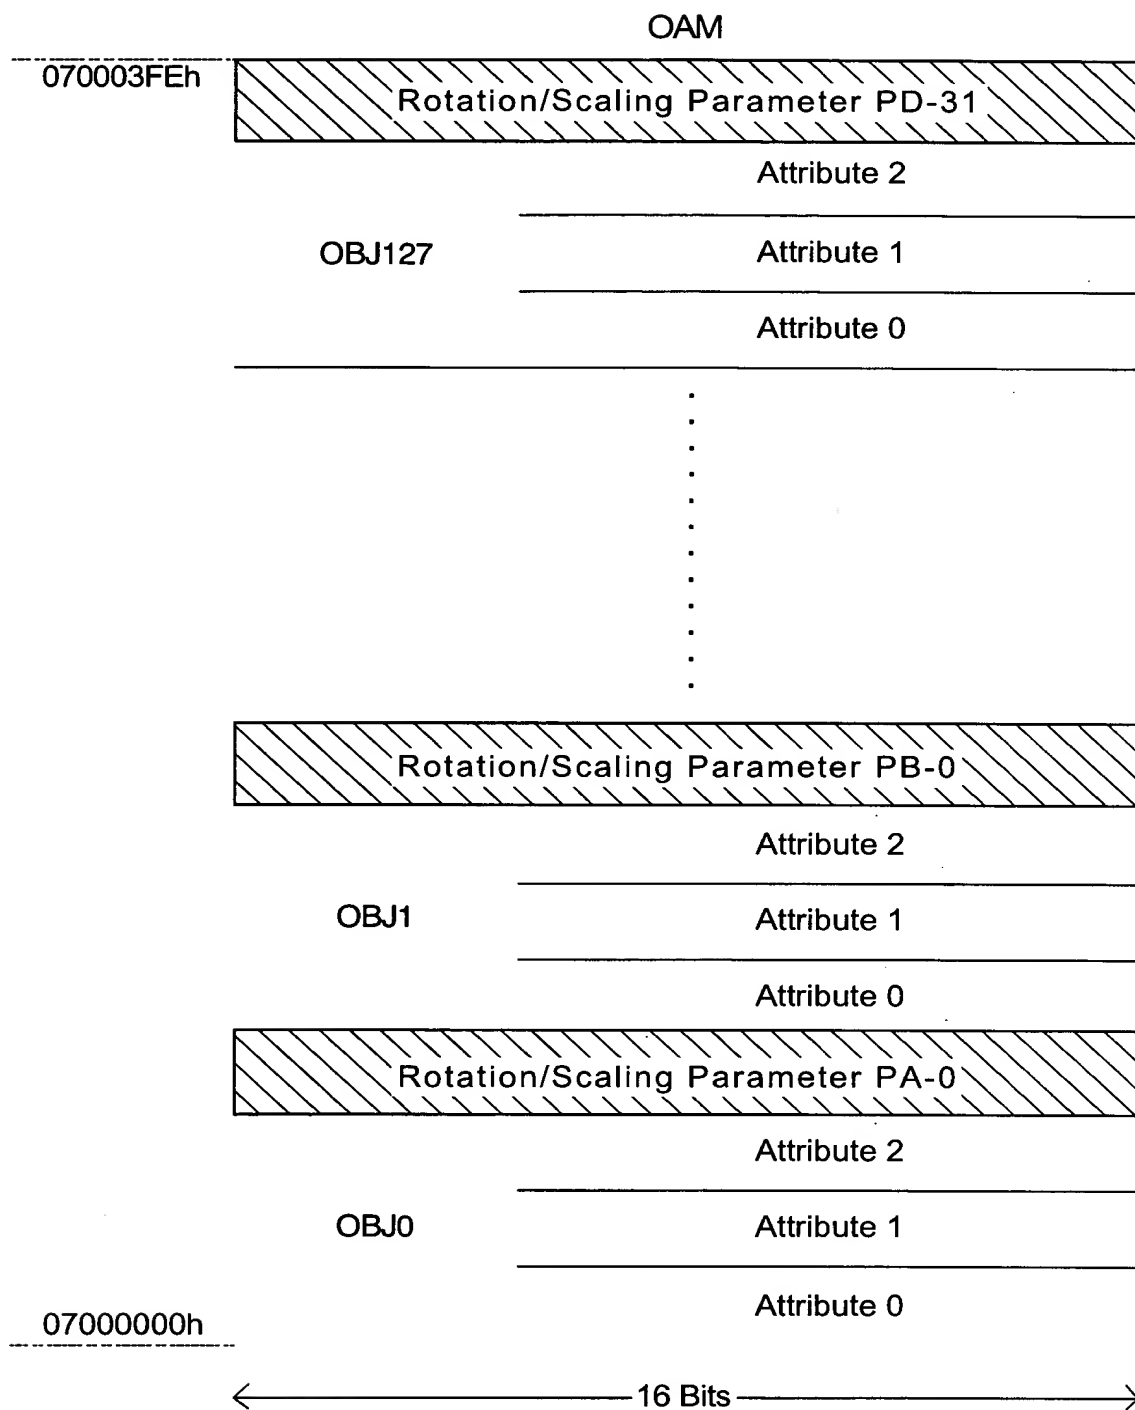 OAM
070003FEh
Rotation/Scaling Parameter PD-31
Attribute 2
OBJ127
Attribute 1
Attribute 0
Rotation/Scaling Parameter PB-0
Attribute 2
OBJ1
Attribute 1
Attribute 0
Rotation/Scaling Parameter PA-0
Attribute 2
OBJ0
Attribute 1
Attribute 0
07000000h
16 Bits